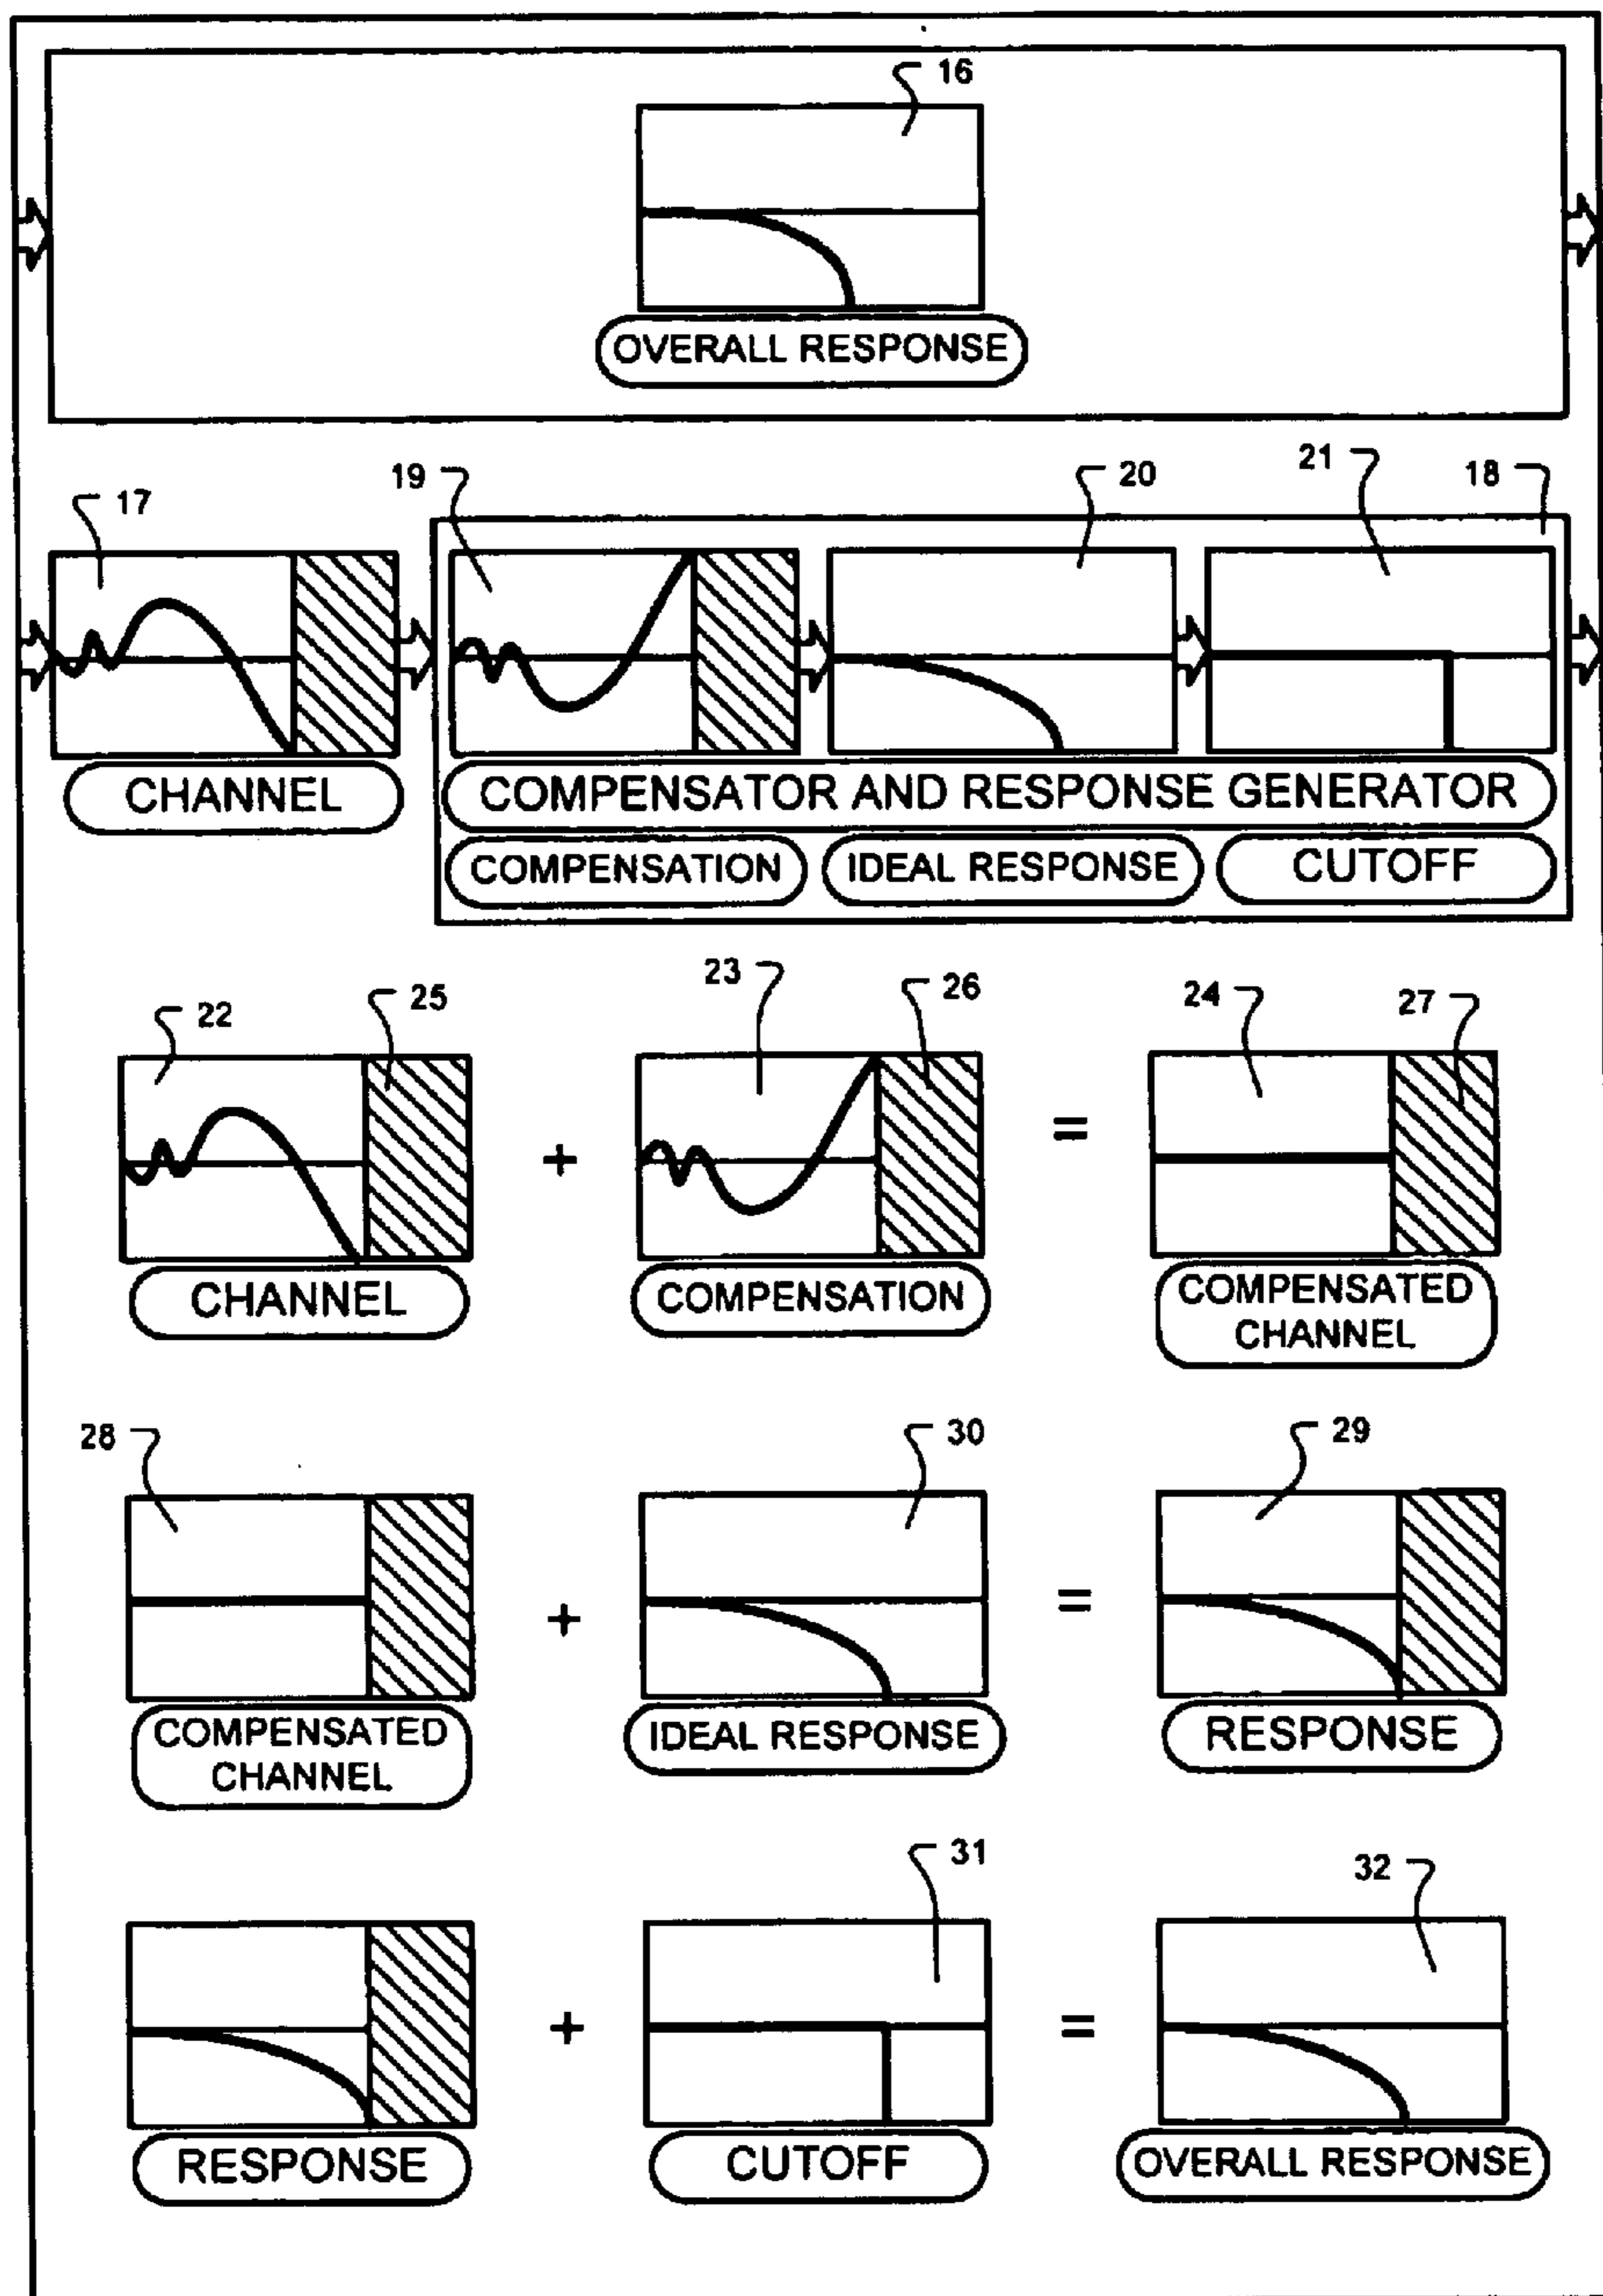 16
OVERALL RESPONSE
17
19
20
21
18
CHANNEL
COMPENSATOR AND RESPONSE GENERATOR
COMPENSATION
IDEAL RESPONSE
CUTOFF
22
25
23
26
24
27
+
=
CHANNEL
COMPENSATION
COMPENSATED
CHANNEL
28
30
29
+
=
COMPENSATED
CHANNEL
IDEAL RESPONSE
RESPONSE
31
32
+
=
RESPONSE
CUTOFF
OVERALL RESPONSE